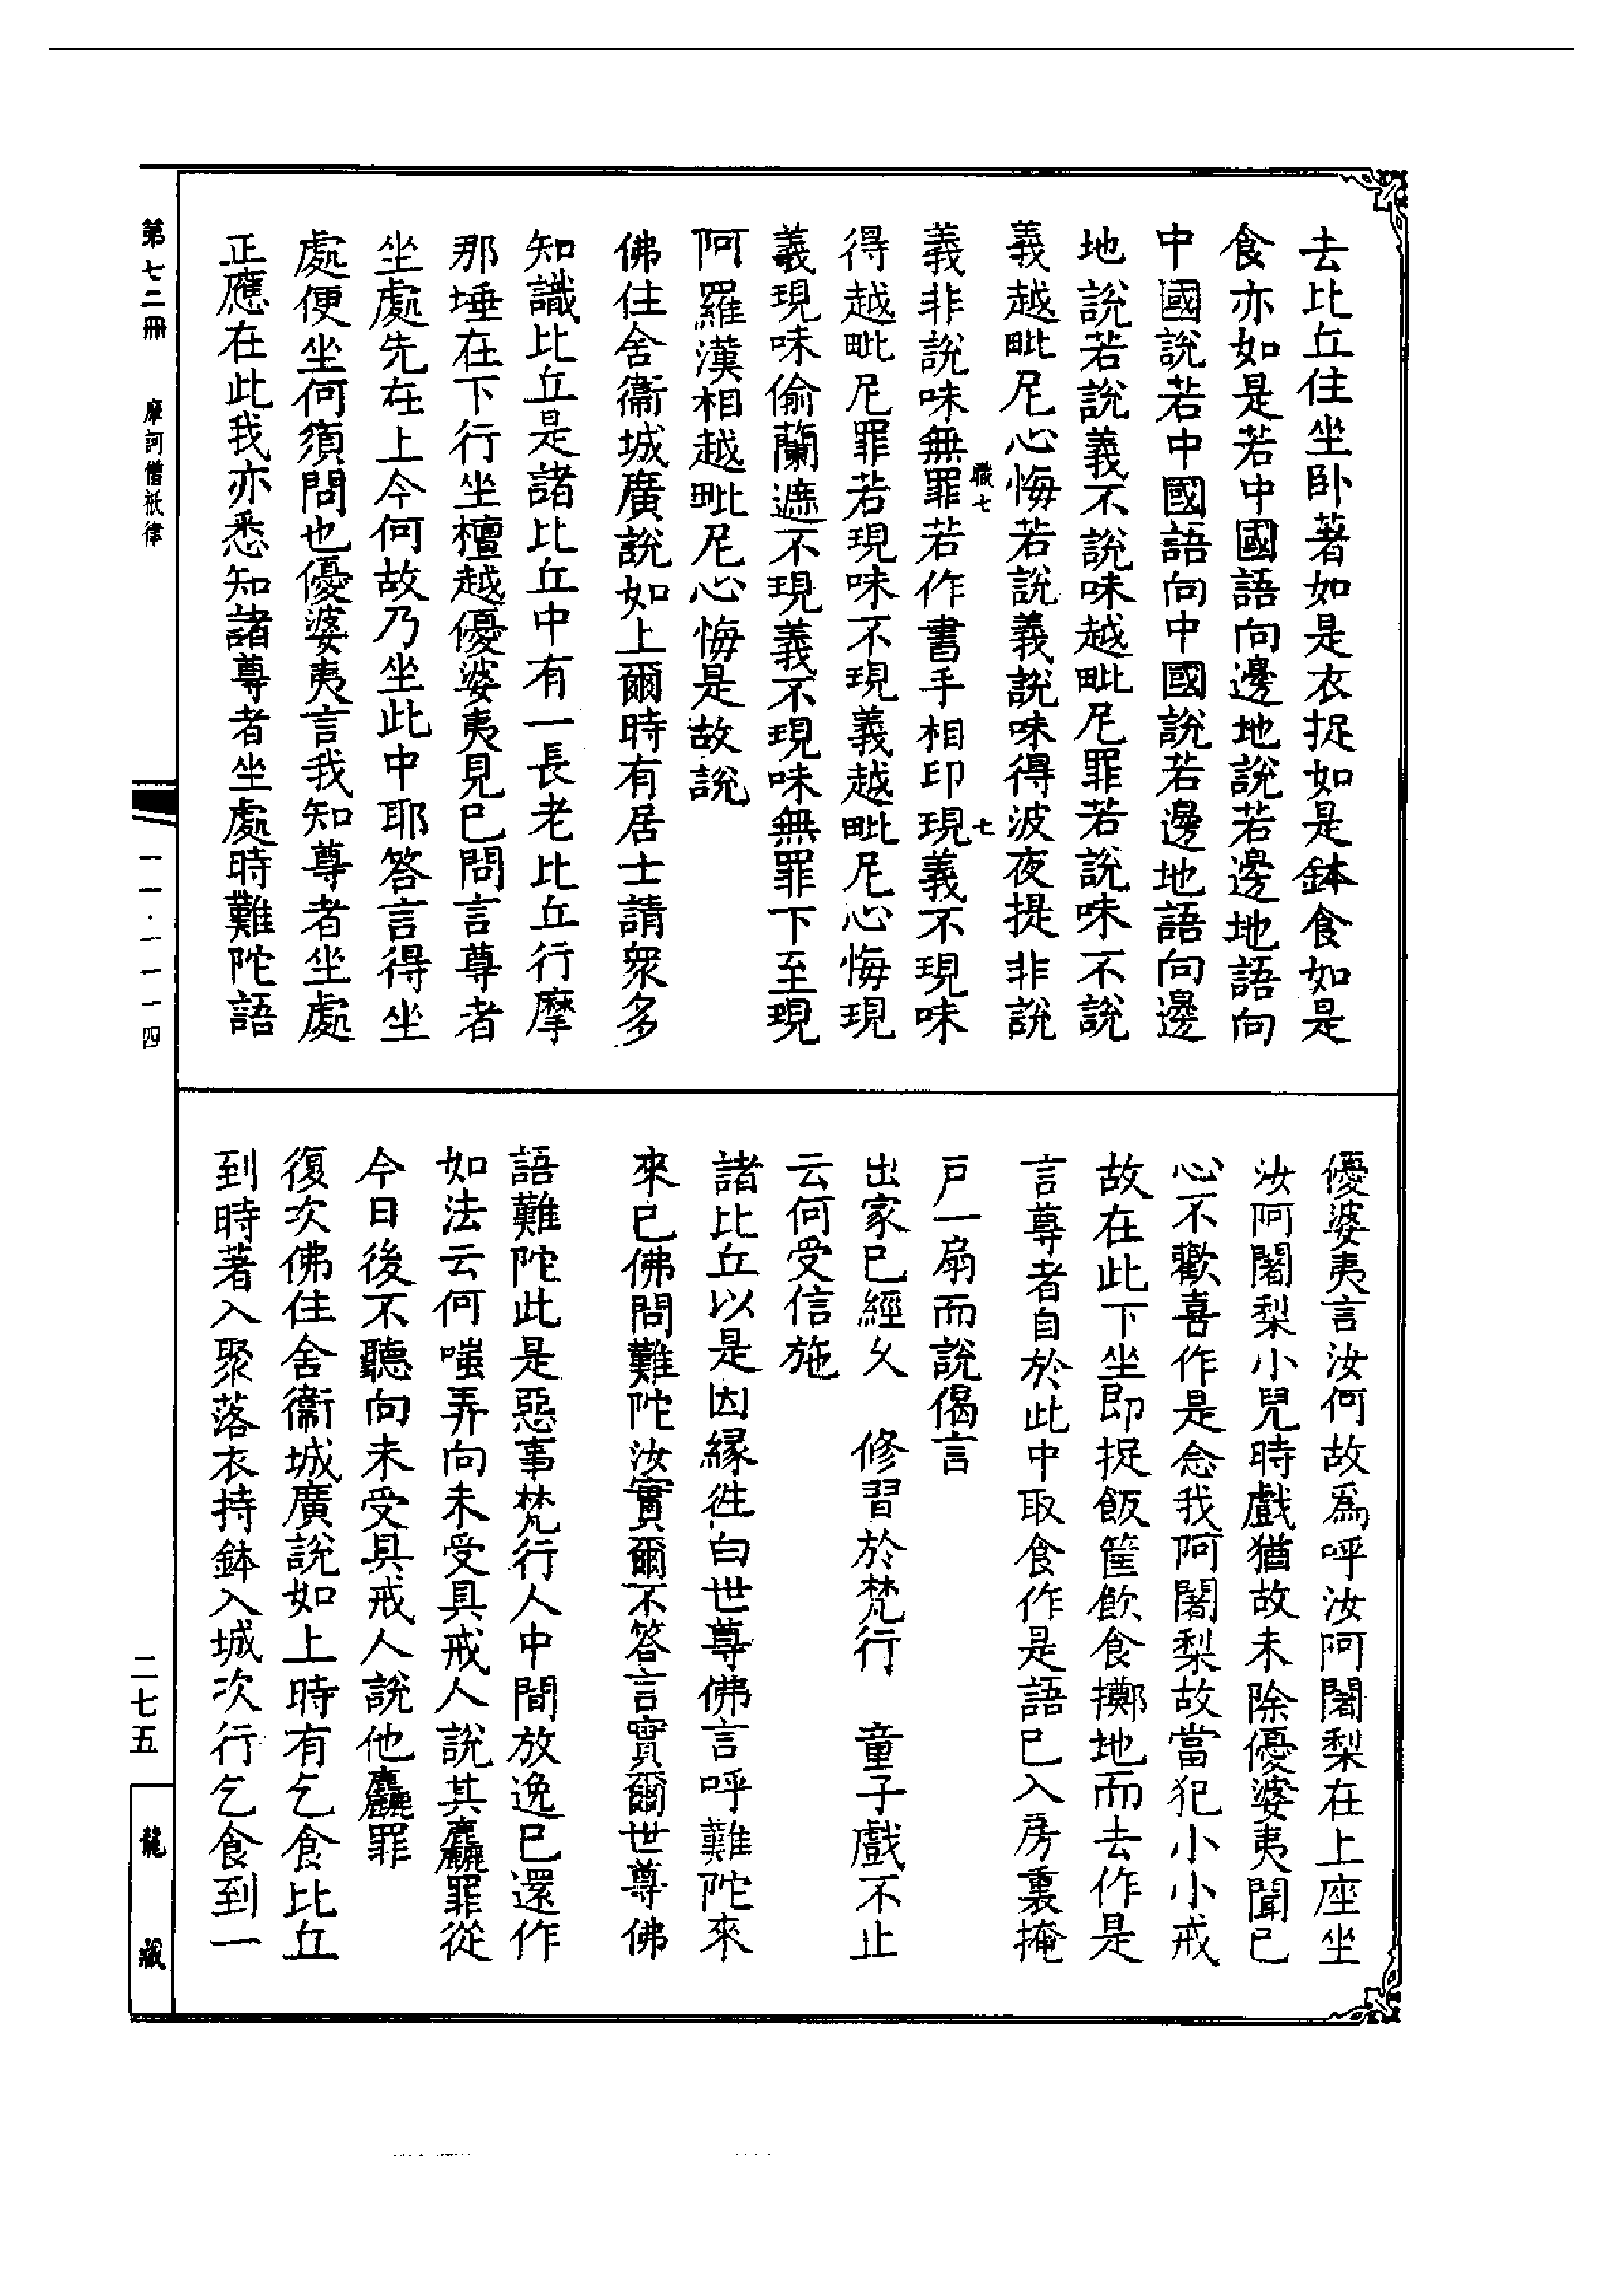 去比丘住坐卧著如是衣捉如是鉢食如是
食亦如是若中國語向邊地說若邊地語向
中國說若中國語向中國說若邊地語向邊
地說若說義不說味越毗尼罪若說味不說
義越毗尼心悔若說義說味得波夜提非說
職七 七
義非說味無罪若作書手相印現義不現味
得越毗尼罪若現味不現義越毗尼心悔現
義現味偷蘭遮不現義不現味無罪下至現
阿羅漢相越毗尼心悔是故說
佛住舍衞城廣說如上爾時有居士請衆多
知識比丘是諸比丘中有一長老比丘行摩
那埵在下行坐檀越優婆夷見已問言尊者
坐處先在上今何故乃坐此中耶答言得坐
處便坐何須問也優婆夷言我知尊者坐處
正應在此我亦悉知諸尊者坐處時難陀語
優婆夷言汝何故爲呼汝阿闍梨在上座坐
汝阿闍梨小兒時戲猶故未除優婆夷聞已
心不歡喜作是念我阿闍梨故當犯小小戒
故在此下坐即捉飯筐飲食擲地而去作是
言尊者自於此中取食作是語已入房裏掩
戸一扇而說偈言
出家已經久 修習於梵行 童子戲不止
云何受信施
諸比丘以是因緣徃白世尊佛言呼難陀來
來已佛問難陀汝實爾不答言實爾世尊佛
語難陀此是惡事梵行人中間放逸已還作
如法云何嗤弄向未受具戒人說其麤罪從
今日後不聽向未受具戒人說他麤罪
復次佛住舍衞城廣說如上時有乞食比丘
到時著入聚落衣持鉢入城次行乞食到一
第七二冊 摩訶僧祇律
一一·一一一四
二七五
龍藏